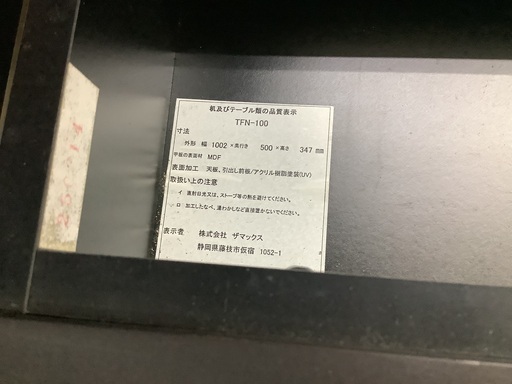 机及びテーブル類の品質表示
TFN-100
寸法
外形 幅 1002 ×奥行き 500 ×高さ 347 ㎜
甲板の表面材 MDF
表面加工 天板、引出し前板/アクリル樹脂塗装(UV)
取扱い上の注意
イ 直射日光又は、ストーブ等の熱を避けてください。
ロ 加工したなべ、湯わかしなど直接置かないでください。
表示者 株式会社 ザマックス
静岡県藤枝市仮宿 1052-1